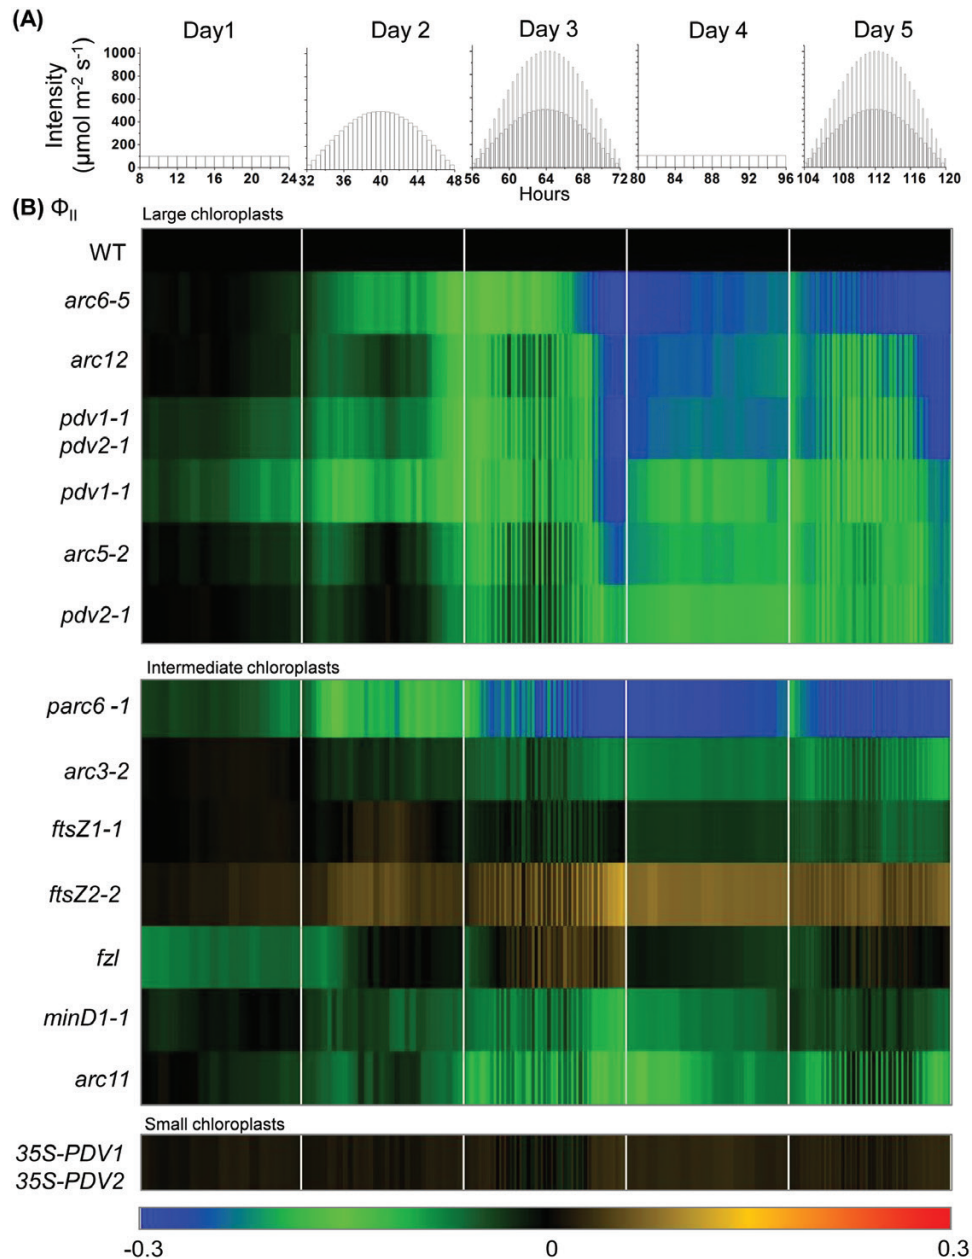 (A)
Day1 Day 2 Day 3 Day 4 Day 5
Intensity
(µmol m-2 s-1)
1000
800
600
400
200
0
8 12 16 20 24 32 36 40 44 48 56 60 64 68 72 80 84 88 92 96 104 108 112 116 120
Hours
(B) ΦII
Large chloroplasts
WT
arc6-5
arc12
pdv1-1
pdv2-1
pdv1-1
arc5-2
pdv2-1
Intermediate chloroplasts
parc6 -1
arc3-2
ftsZ1-1
ftsZ2-2
fzl
minD1-1
arc11
Small chloroplasts
35S-PDV1
35S-PDV2
-0.3 0 0.3